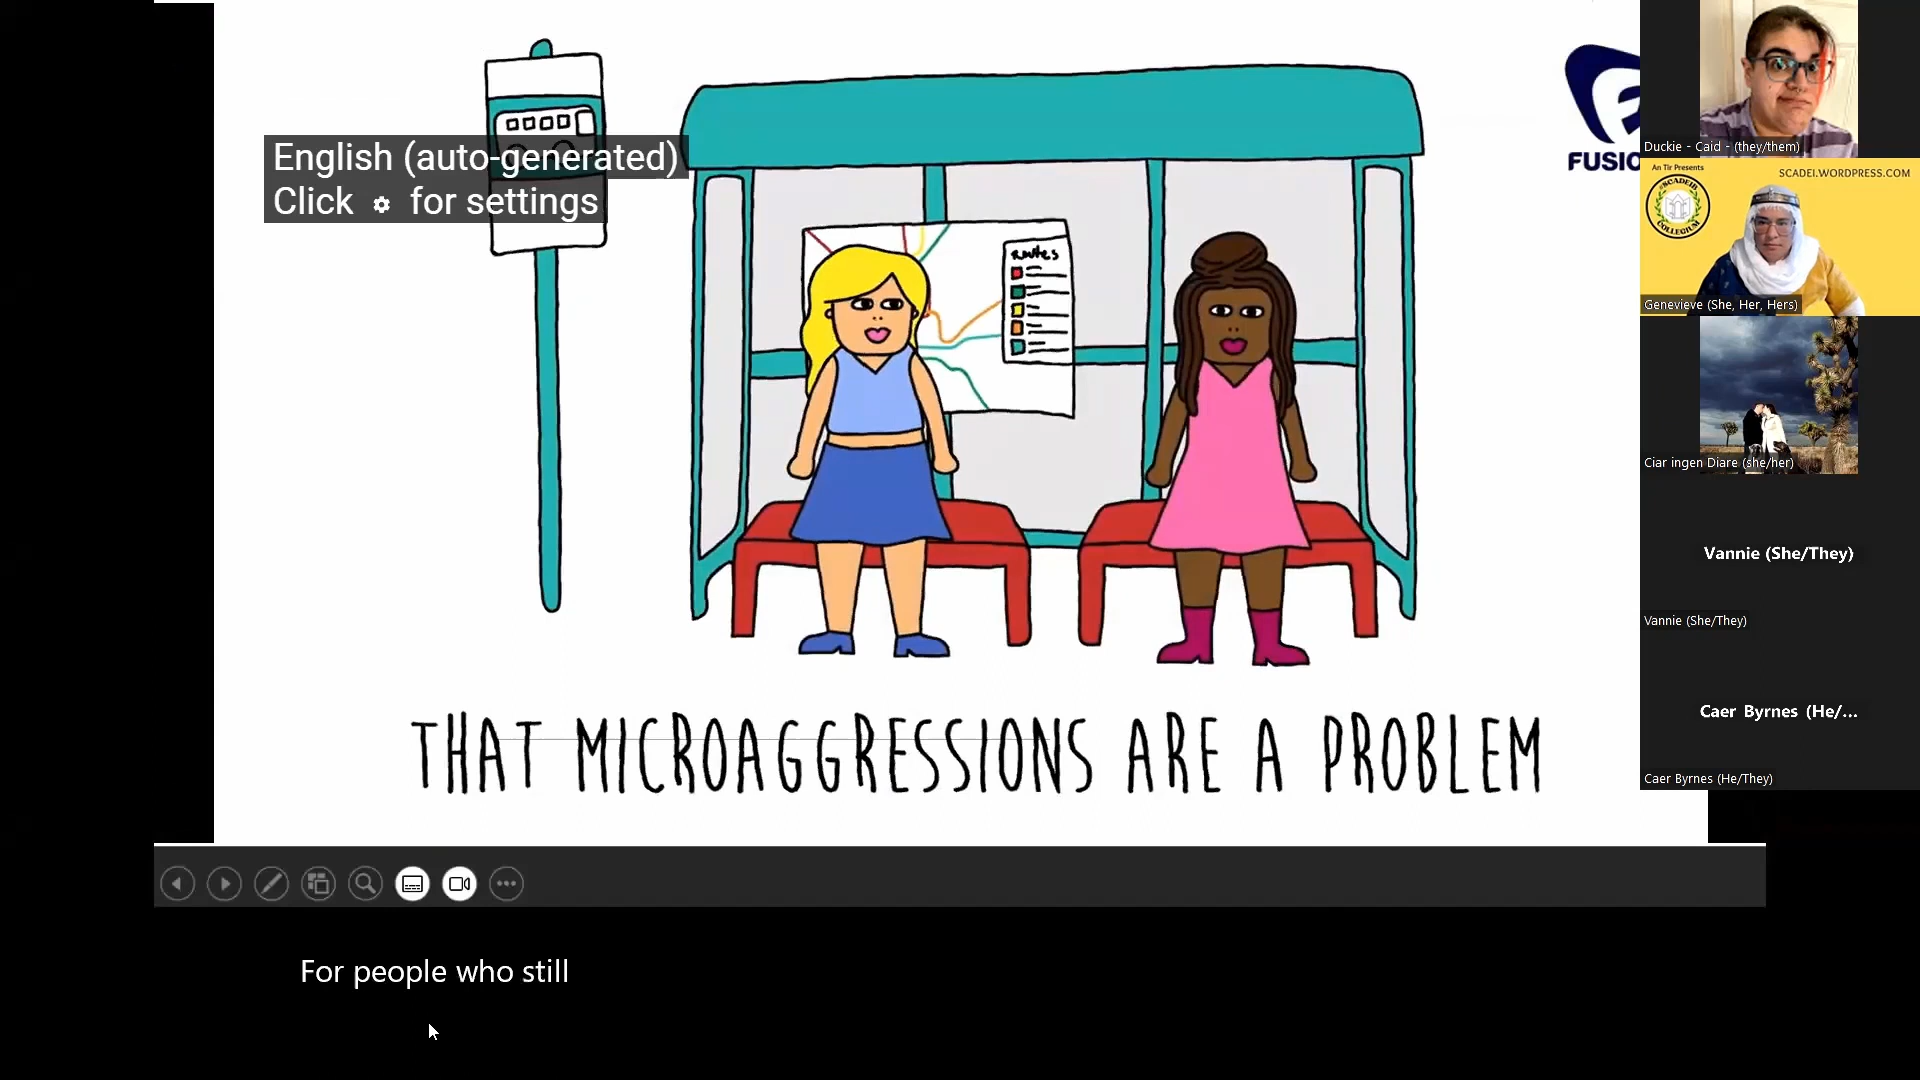 English (auto-generated)
Click for settings
FUSIO
Routes
THAT MICROAGGRESSIONS ARE A PROBLEM
For people who still
Duckie - Caid - (they/them)
An Tir Presents
SCADEI.WORDPRESS.COM
COLLEGIUM
Genevieve (She, Her, Hers)
Ciar ingen Diare (she/her)
Vannie (She/They)
Vannie (She/They)
Caer Byrnes (He/...
Caer Byrnes (He/They)